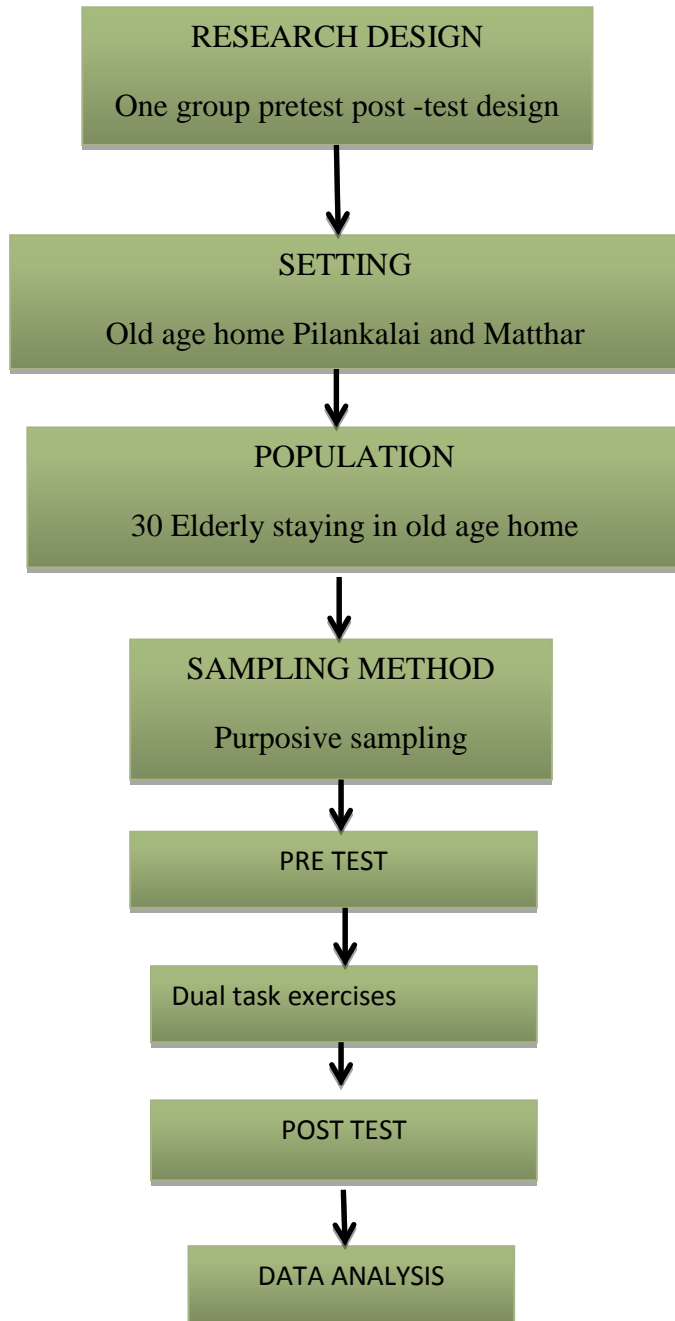 RESEARCH DESIGN
One group pretest post -test design
SETTING
Old age home Pilankalai and Matthar
POPULATION
30 Elderly staying in old age home
SAMPLING METHOD
Purposive sampling
PRE TEST
Dual task exercises
POST TEST
DATA ANALYSIS